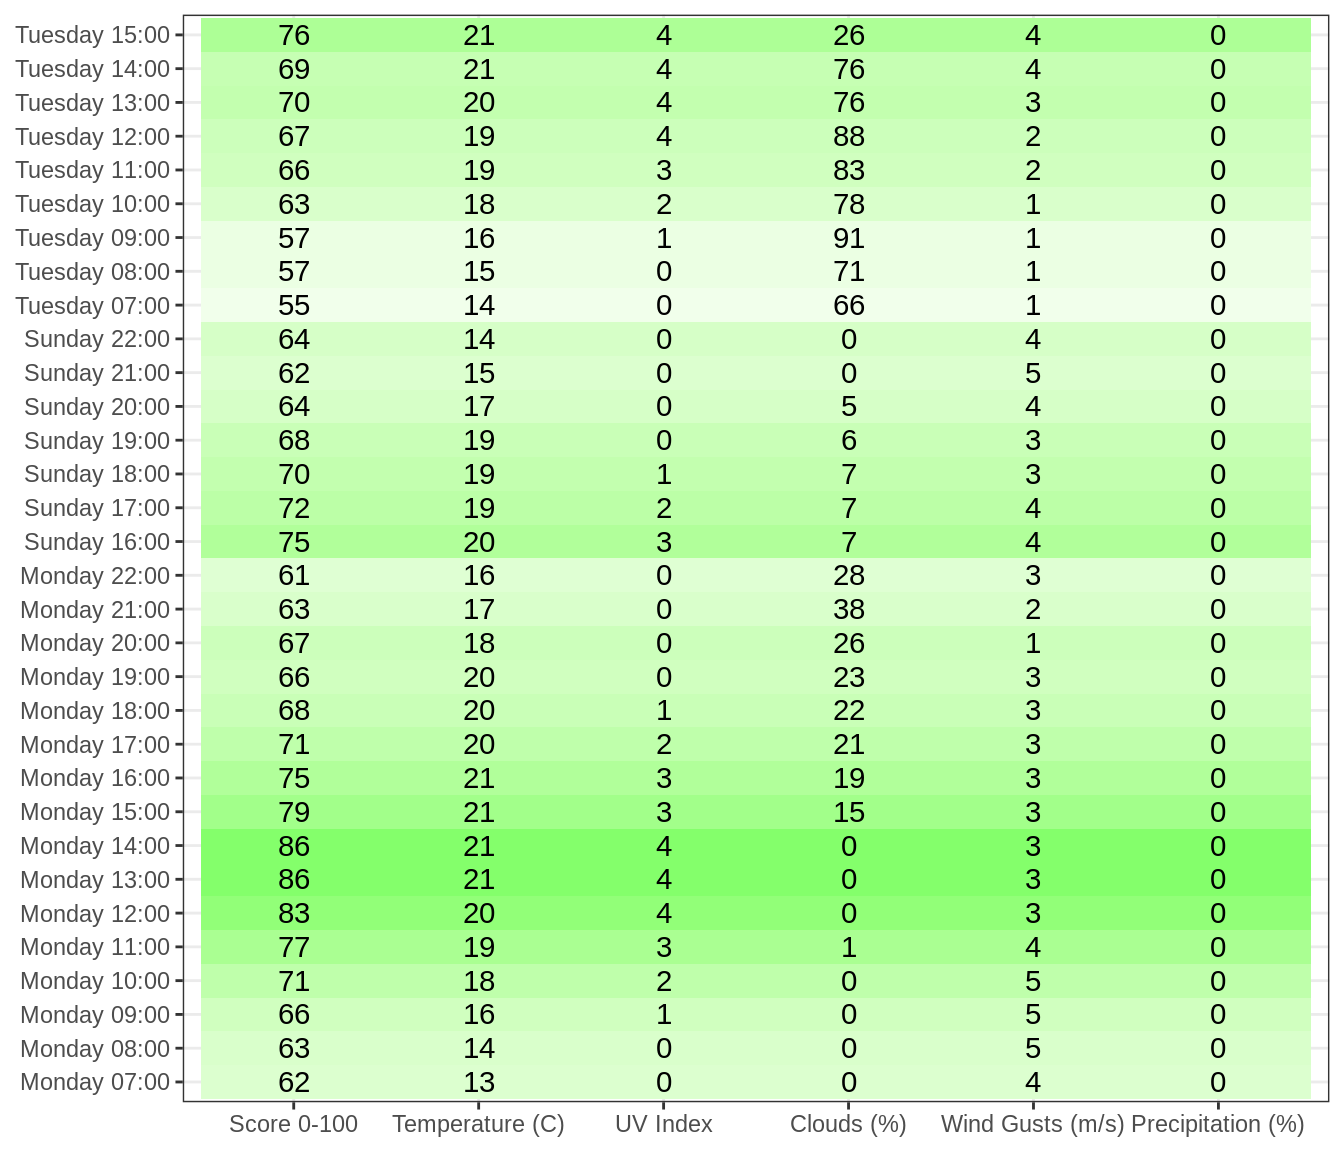 Tuesday 15:00 76 21 4 26 4 0
Tuesday 14:00 69 21 4 76 4 0
Tuesday 13:00 70 20 4 76 3 0
Tuesday 12:00 67 19 4 88 2 0
Tuesday 11:00 66 19 3 83 2 0
Tuesday 10:00 63 18 2 78 1 0
Tuesday 09:00 57 16 1 91 1 0
Tuesday 08:00 57 15 0 71 1 0
Tuesday 07:00 55 14 0 66 1 0
Sunday 22:00 64 14 0 0 4 0
Sunday 21:00 62 15 0 0 5 0
Sunday 20:00 64 17 0 5 4 0
Sunday 19:00 68 19 0 6 3 0
Sunday 18:00 70 19 1 7 3 0
Sunday 17:00 72 19 2 7 4 0
Sunday 16:00 75 20 3 7 4 0
Monday 22:00 61 16 0 28 3 0
Monday 21:00 63 17 0 38 2 0
Monday 20:00 67 18 0 26 1 0
Monday 19:00 66 20 0 23 3 0
Monday 18:00 68 20 1 22 3 0
Monday 17:00 71 20 2 21 3 0
Monday 16:00 75 21 3 19 3 0
Monday 15:00 79 21 3 15 3 0
Monday 14:00 86 21 4 0 3 0
Monday 13:00 86 21 4 0 3 0
Monday 12:00 83 20 4 0 3 0
Monday 11:00 77 19 3 1 4 0
Monday 10:00 71 18 2 0 5 0
Monday 09:00 66 16 1 0 5 0
Monday 08:00 63 14 0 0 5 0
Monday 07:00 62 13 0 0 4 0
Score 0-100 Temperature (C) UV Index Clouds (%) Wind Gusts (m/s) Precipitation (%)